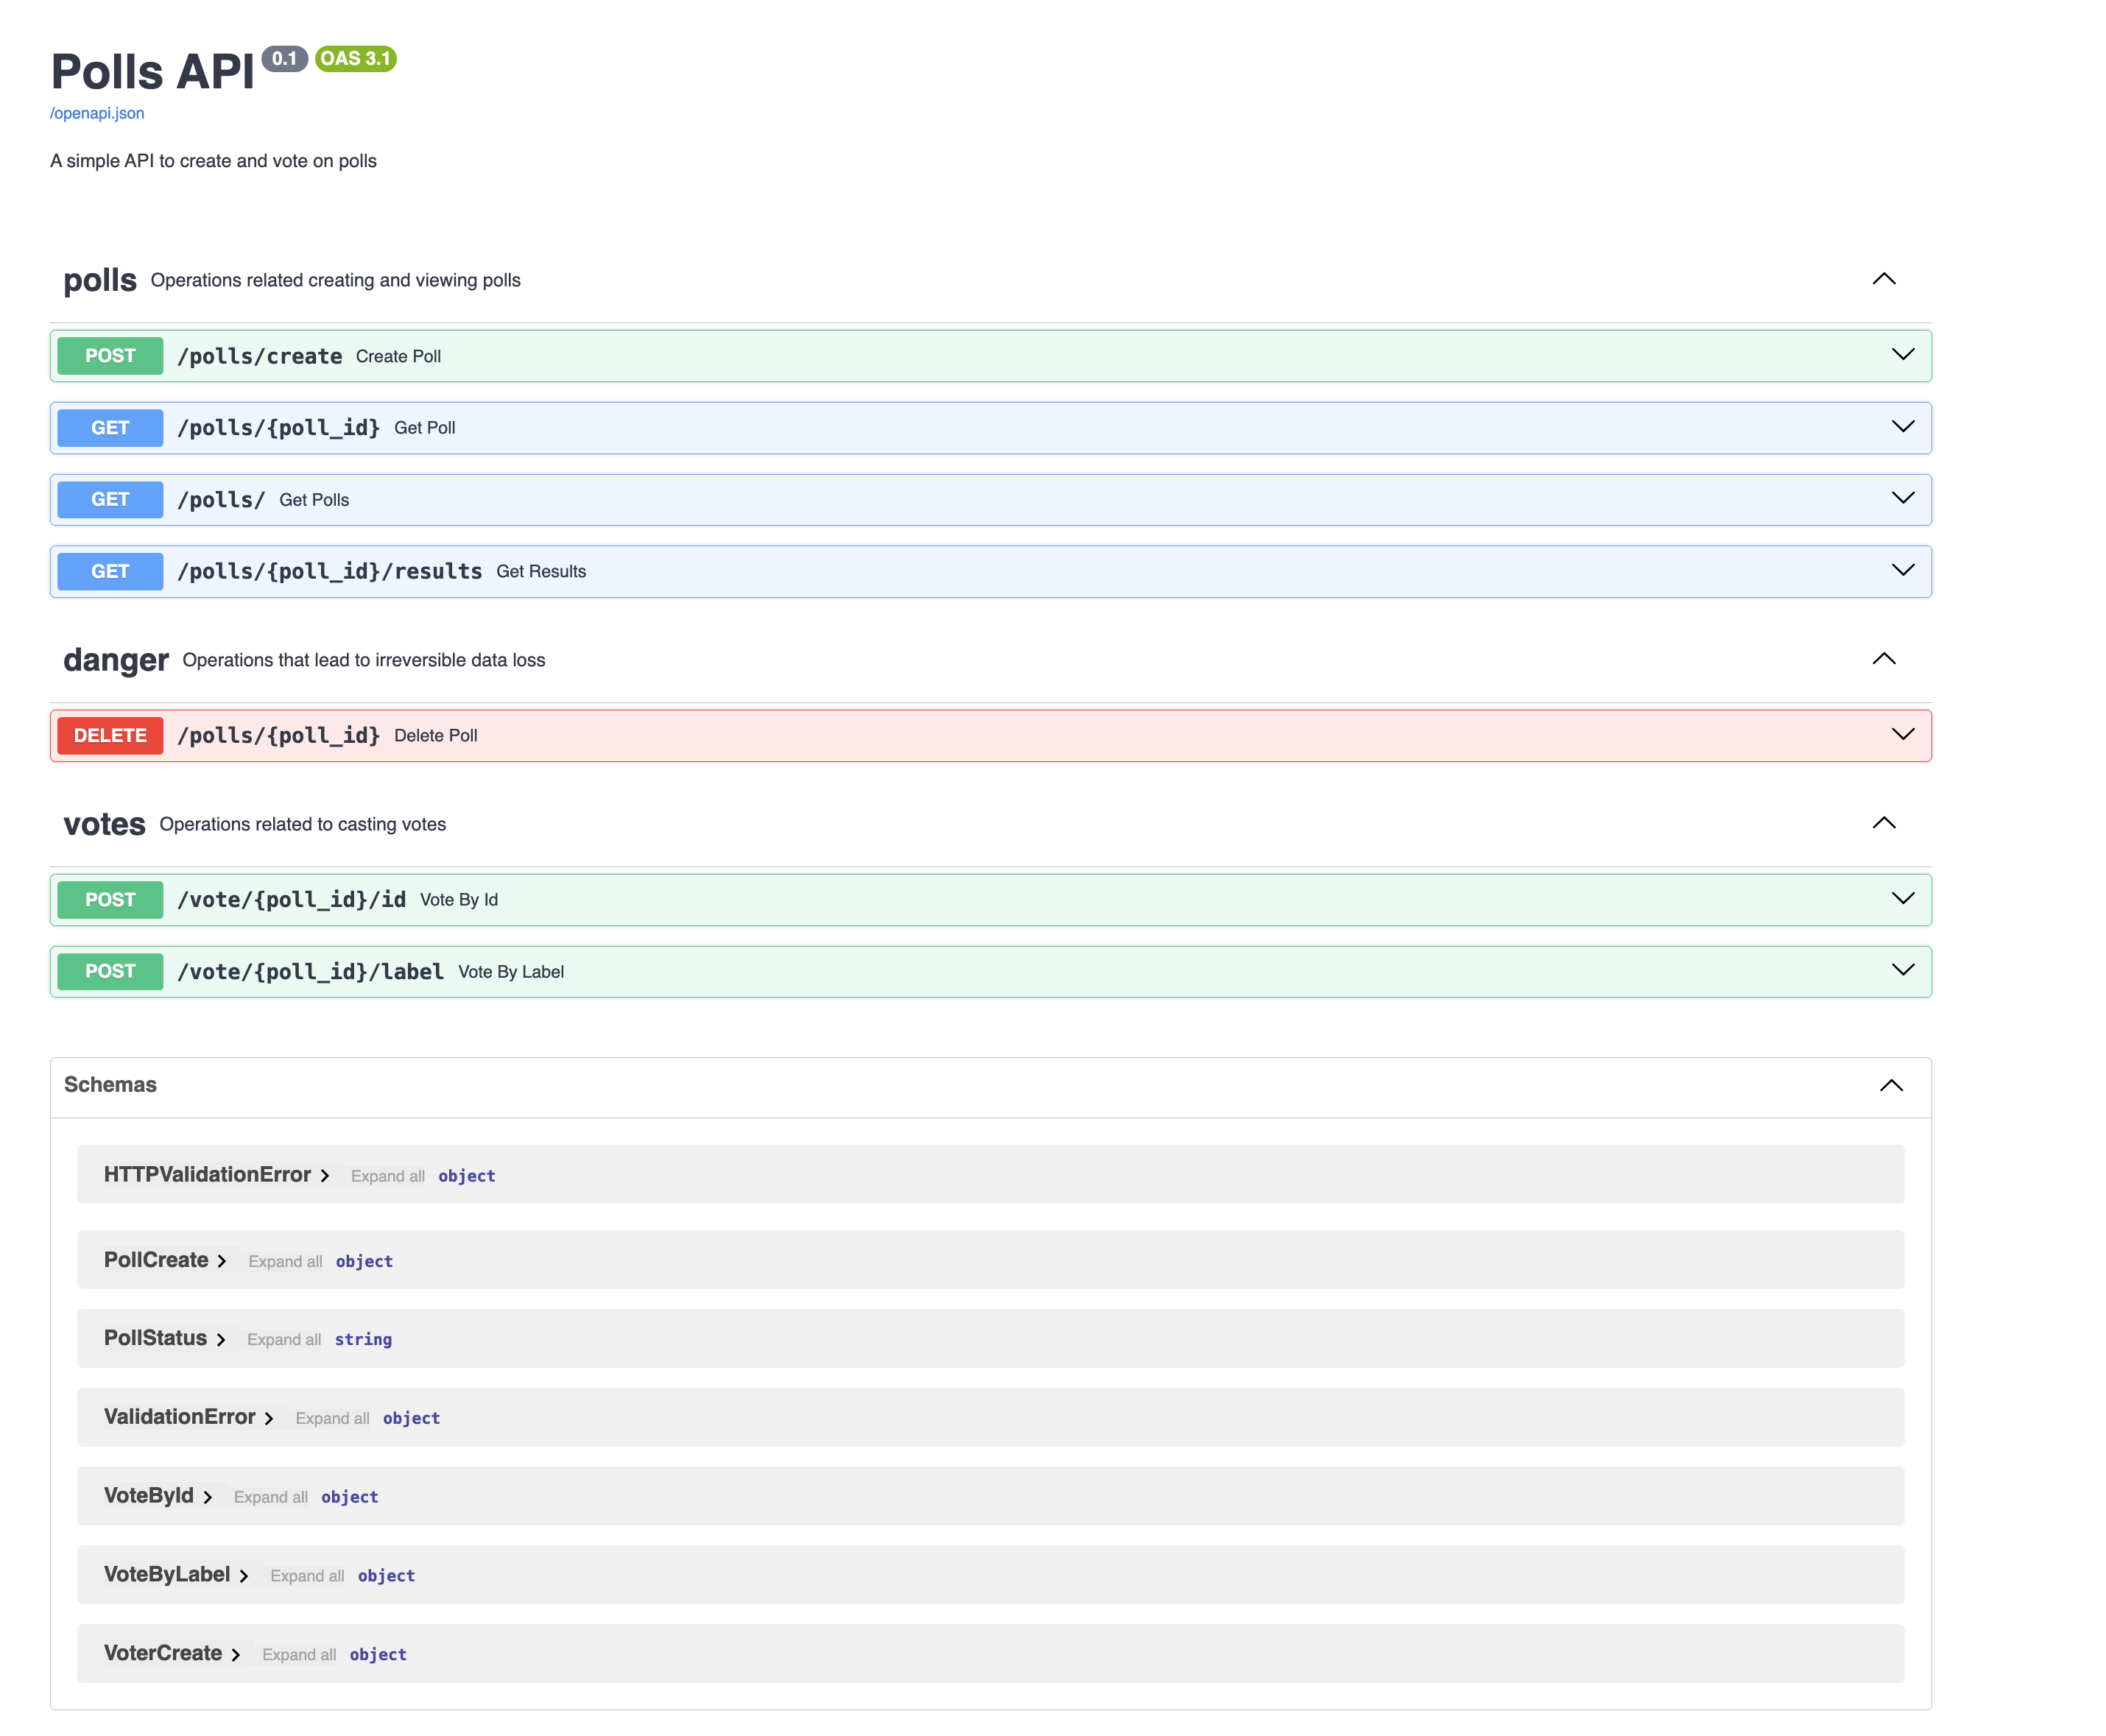 Polls API 0.1 OAS 3.1
/openapi.json
A simple API to create and vote on polls
polls Operations related creating and viewing polls
POST /polls/create Create Poll
GET /polls/{poll_id} Get Poll
GET /polls/ Get Polls
GET /polls/{poll_id}/results Get Results
danger Operations that lead to irreversible data loss
DELETE /polls/{poll_id} Delete Poll
votes Operations related to casting votes
POST /vote/{poll_id}/id Vote By Id
POST /vote/{poll_id}/label Vote By Label
Schemas
HTTPValidationError Expand all object
PollCreate Expand all object
PollStatus Expand all string
ValidationError Expand all object
VoteById Expand all object
VoteByLabel Expand all object
VoterCreate Expand all object